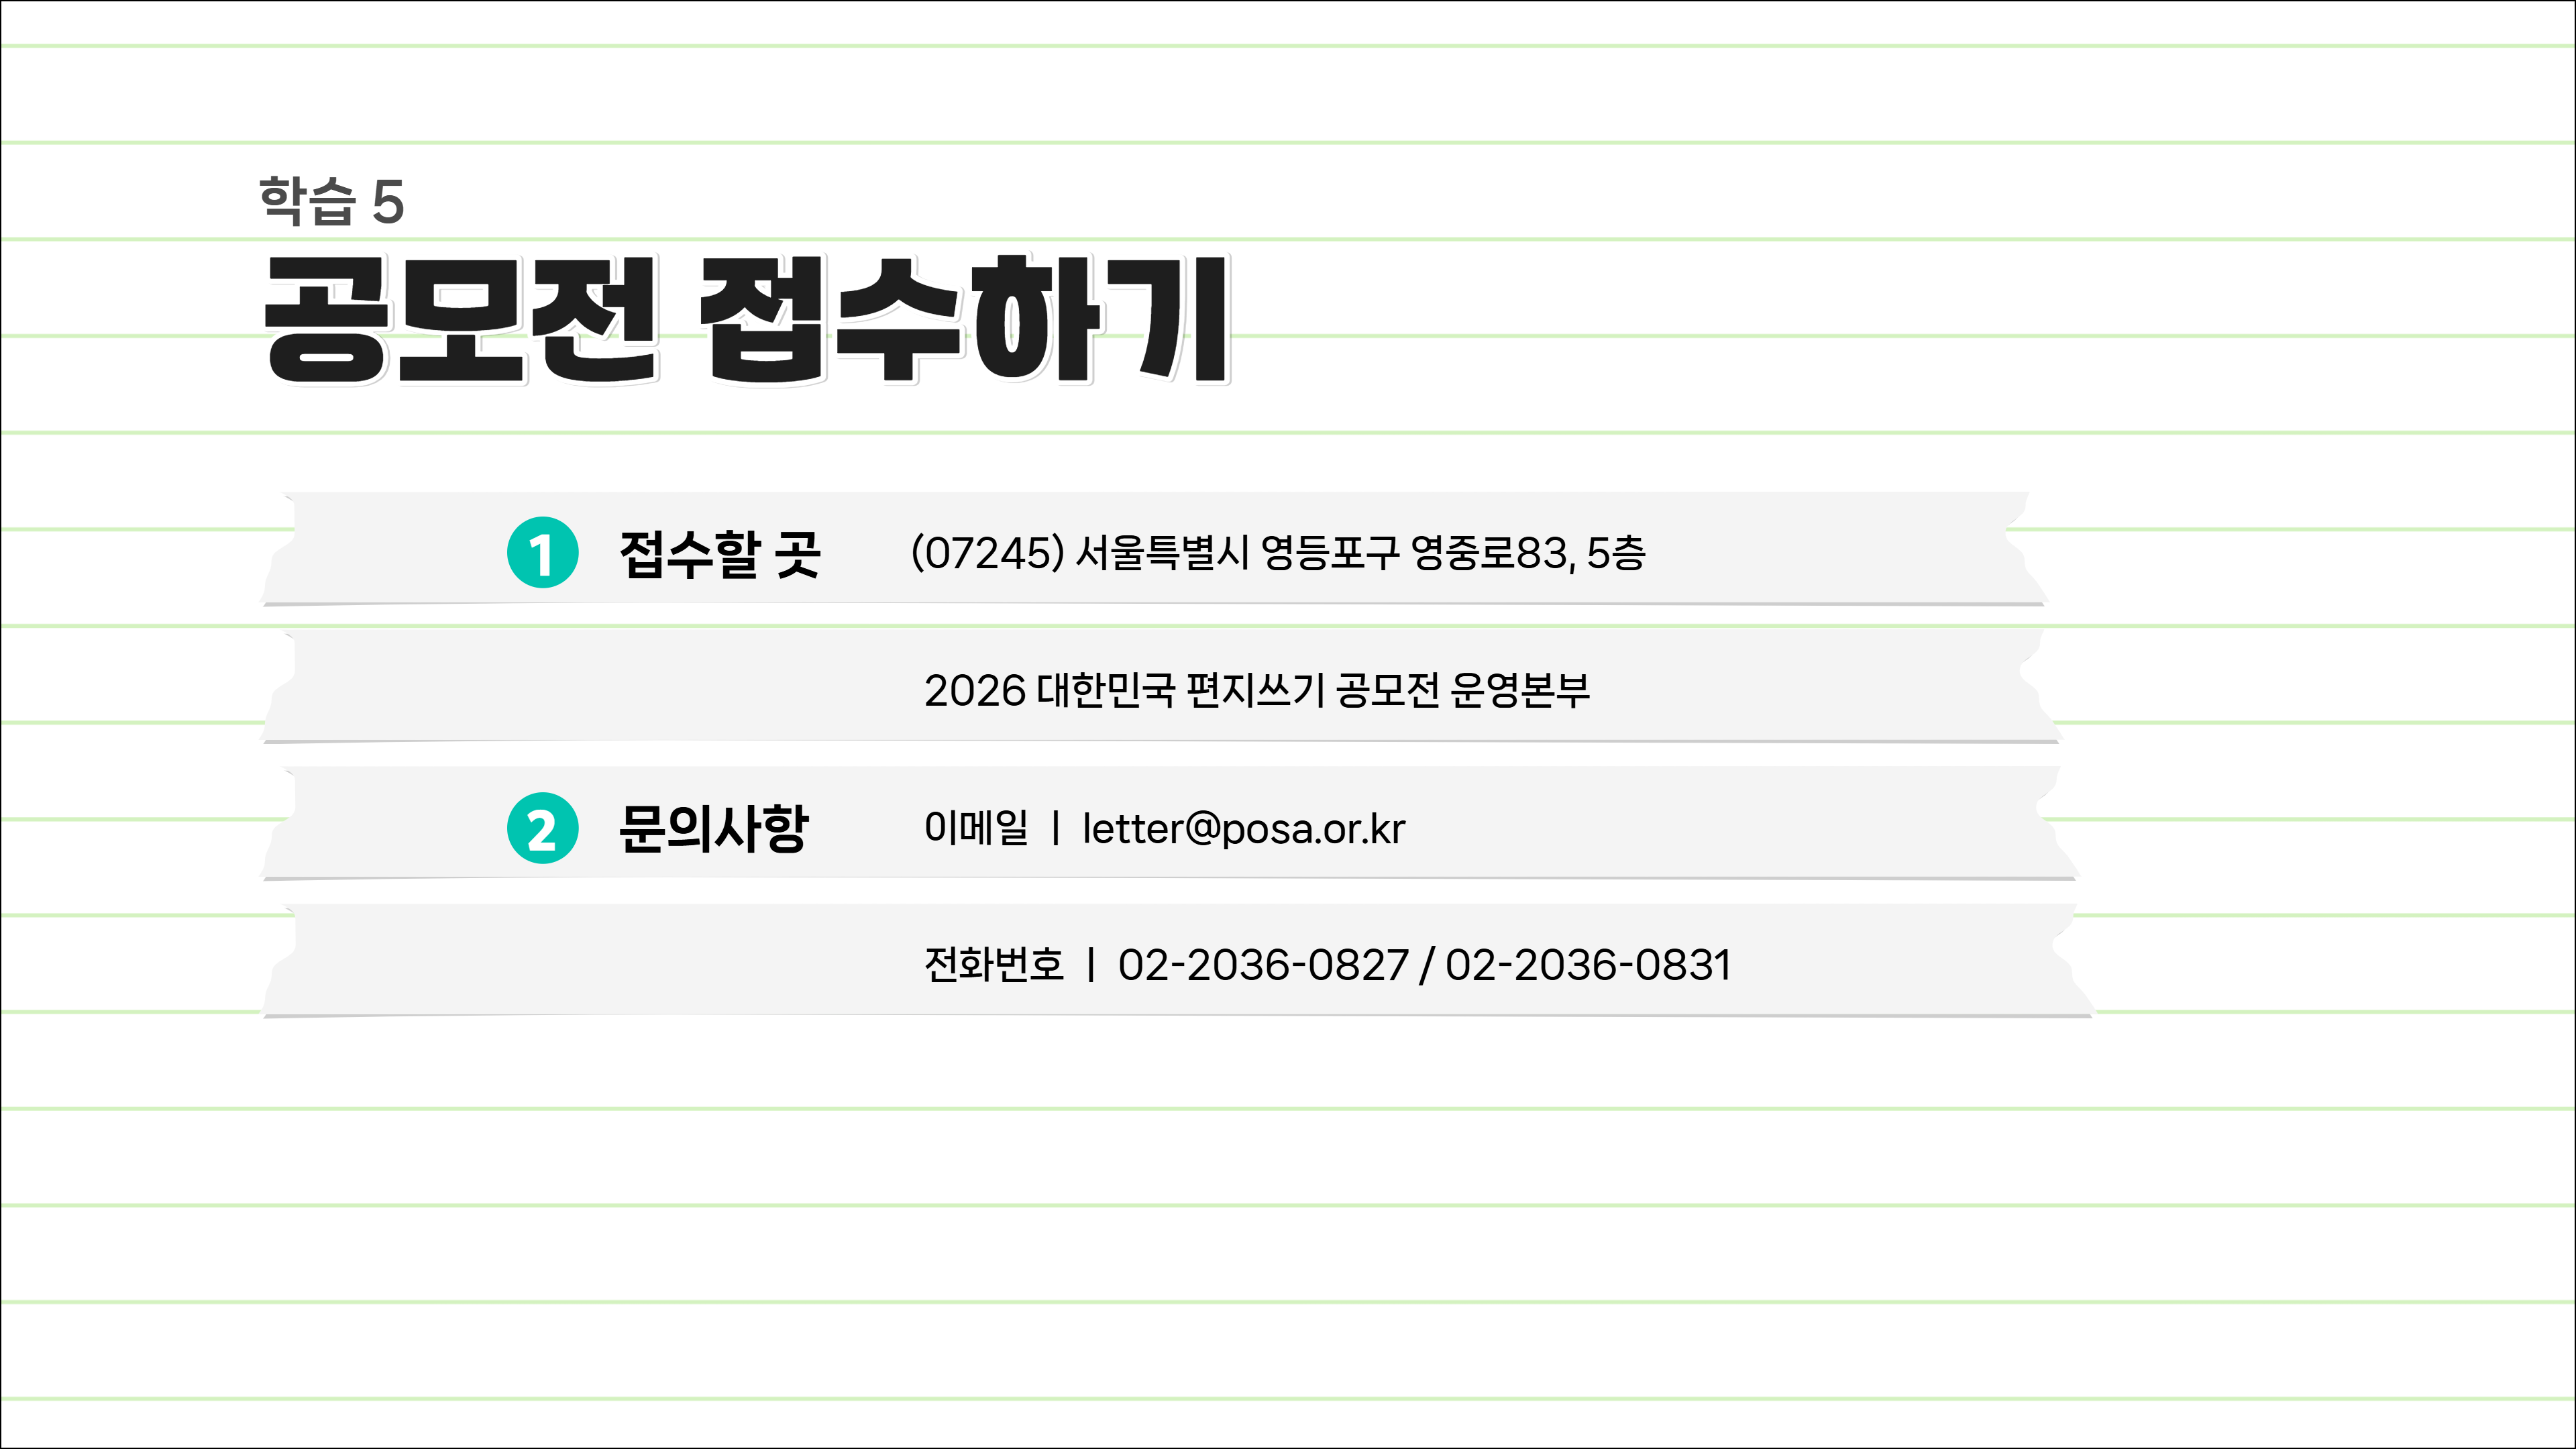 학습 5
공모전 접수하기
1 접수할 곳 (07245) 서울특별시 영등포구 영중로83, 5층
2026 대한민국 편지쓰기 공모전 운영본부
2 문의사항 이메일 | letter@posa.or.kr
전화번호 | 02-2036-0827 / 02-2036-0831